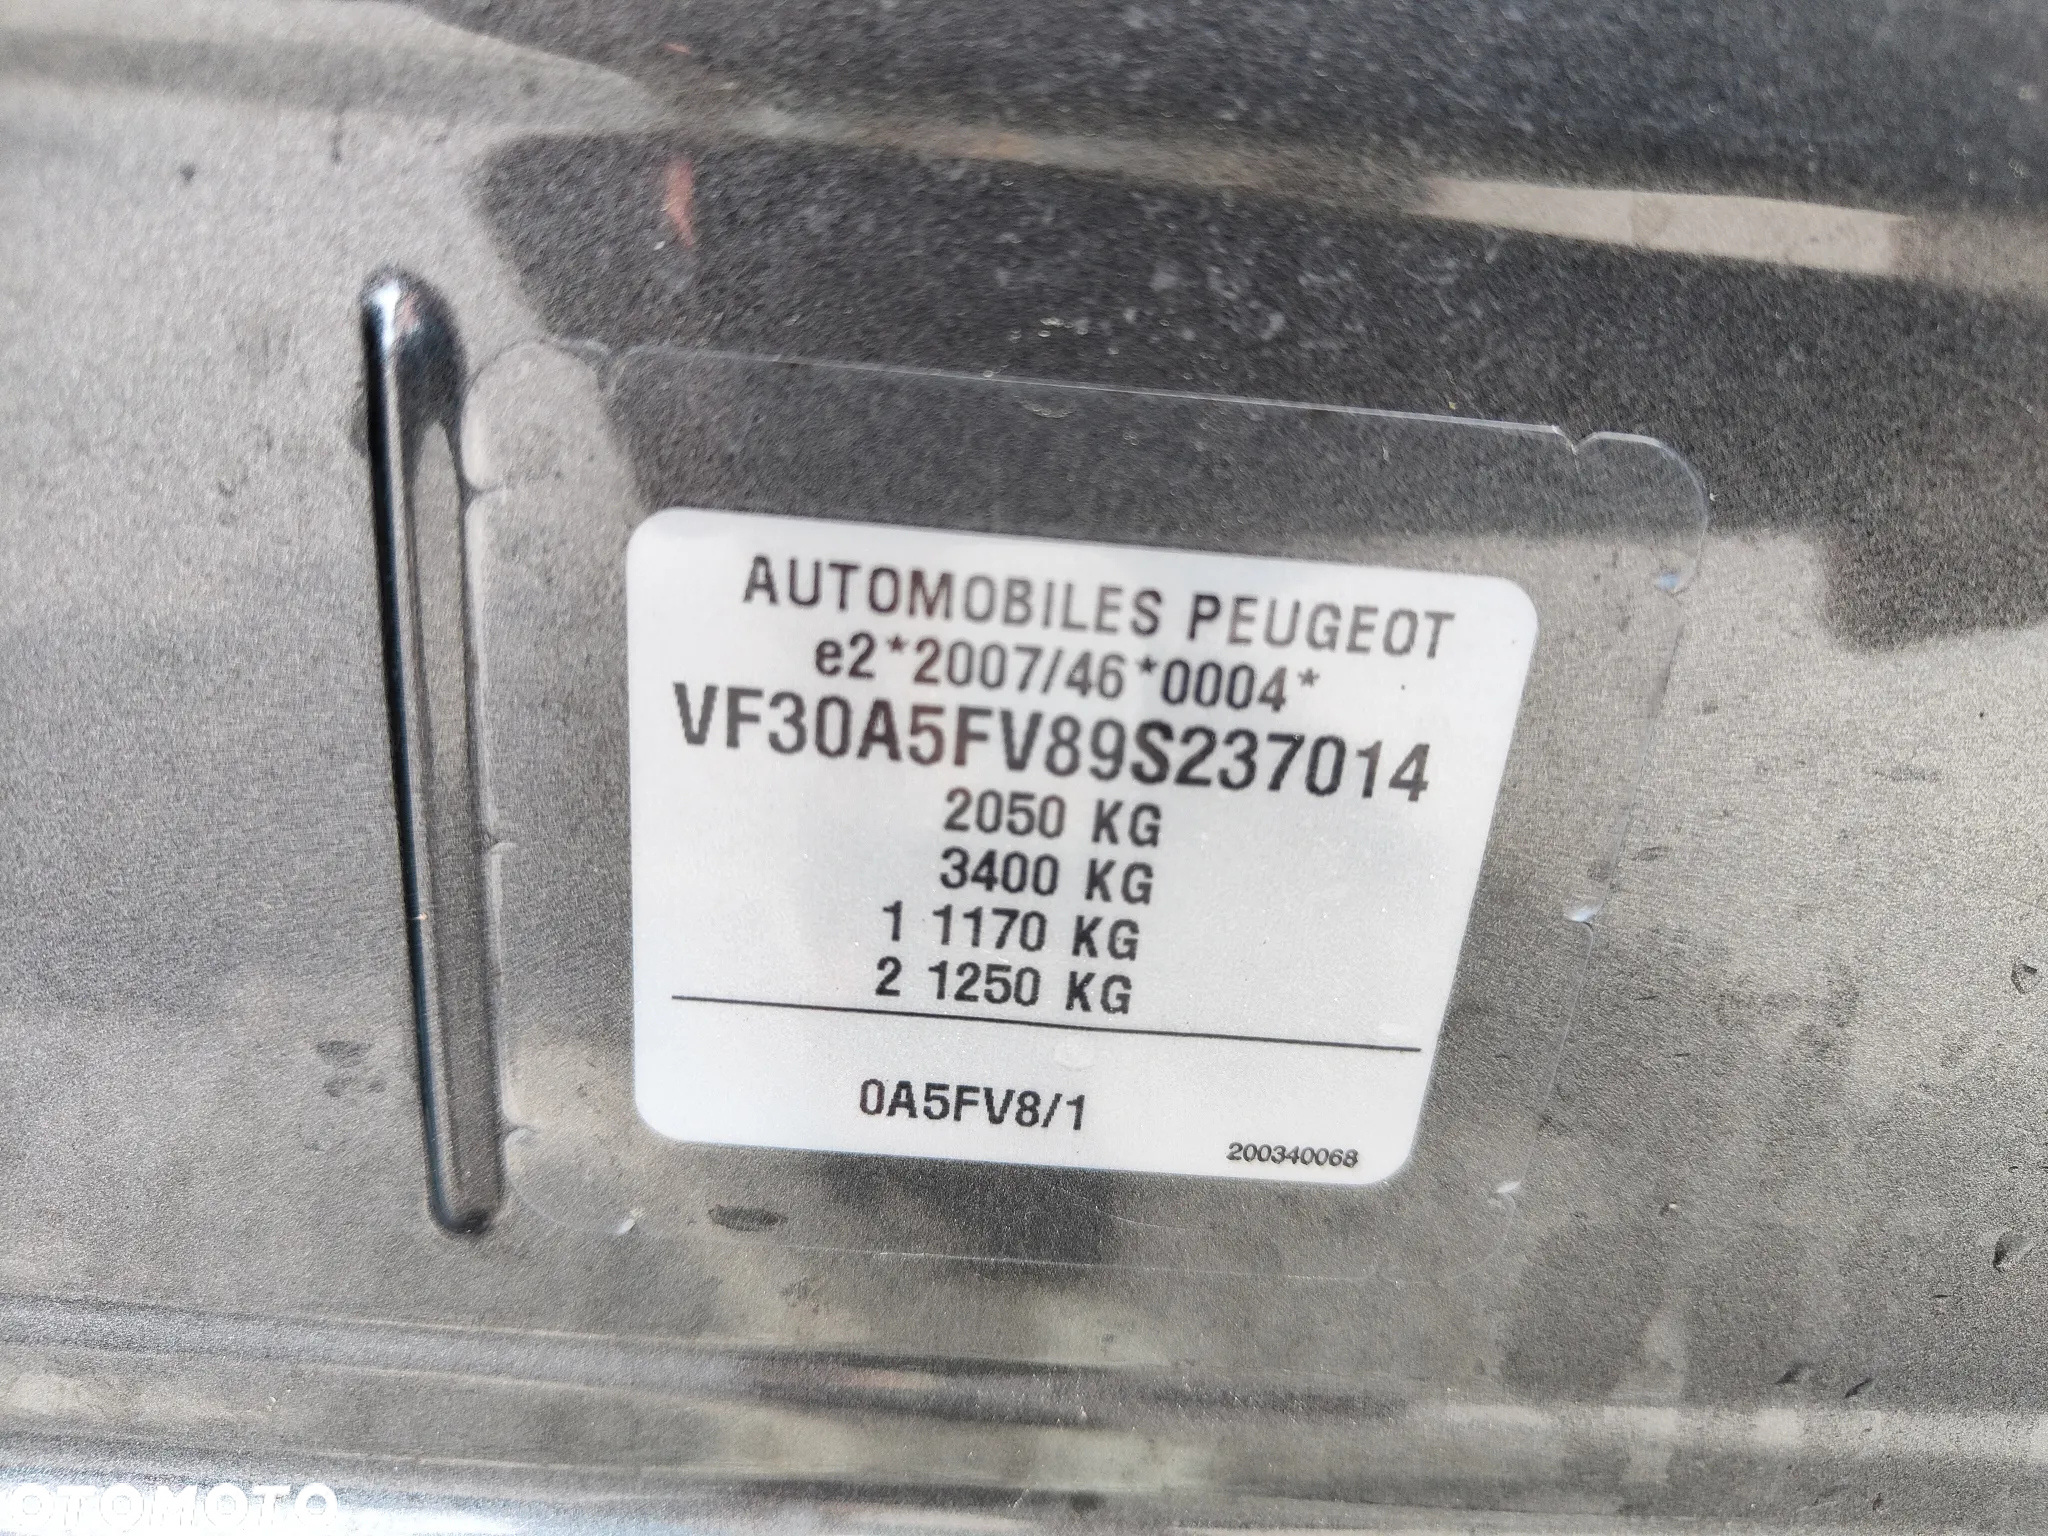 AUTOMOBILES PEUGEOT
e2*2007/46*0004*
VF30A5FV89S237014
2050 KG
3400 KG
1 1170 KG
2 1250 KG
0A5FV8/1
200340068
OTOMOTO